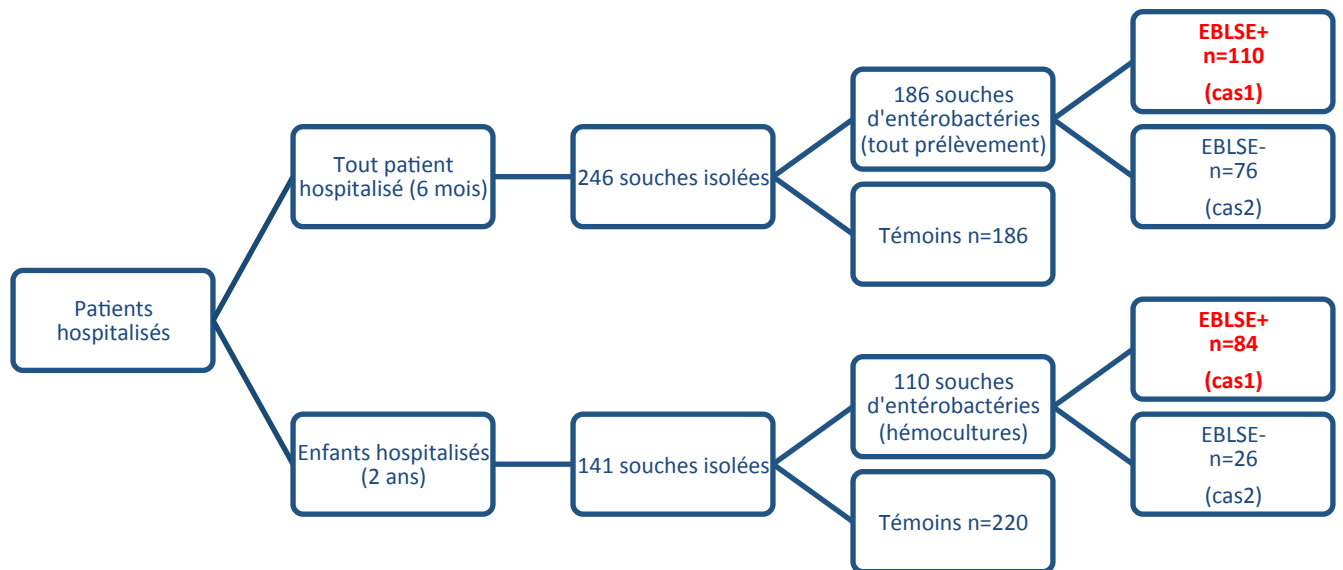 Patients
hospitalisés
Tout patient
hospitalisé (6 mois)
246 souches isolées
186 souches
d'entérobactéries
(tout prélèvement)
EBLSE+
n=110
(cas1)
EBLSE-
n=76
(cas2)
Témoins n=186
Enfants hospitalisés
(2 ans)
141 souches isolées
110 souches
d'entérobactéries
(hémocultures)
EBLSE+
n=84
(cas1)
EBLSE-
n=26
(cas2)
Témoins n=220